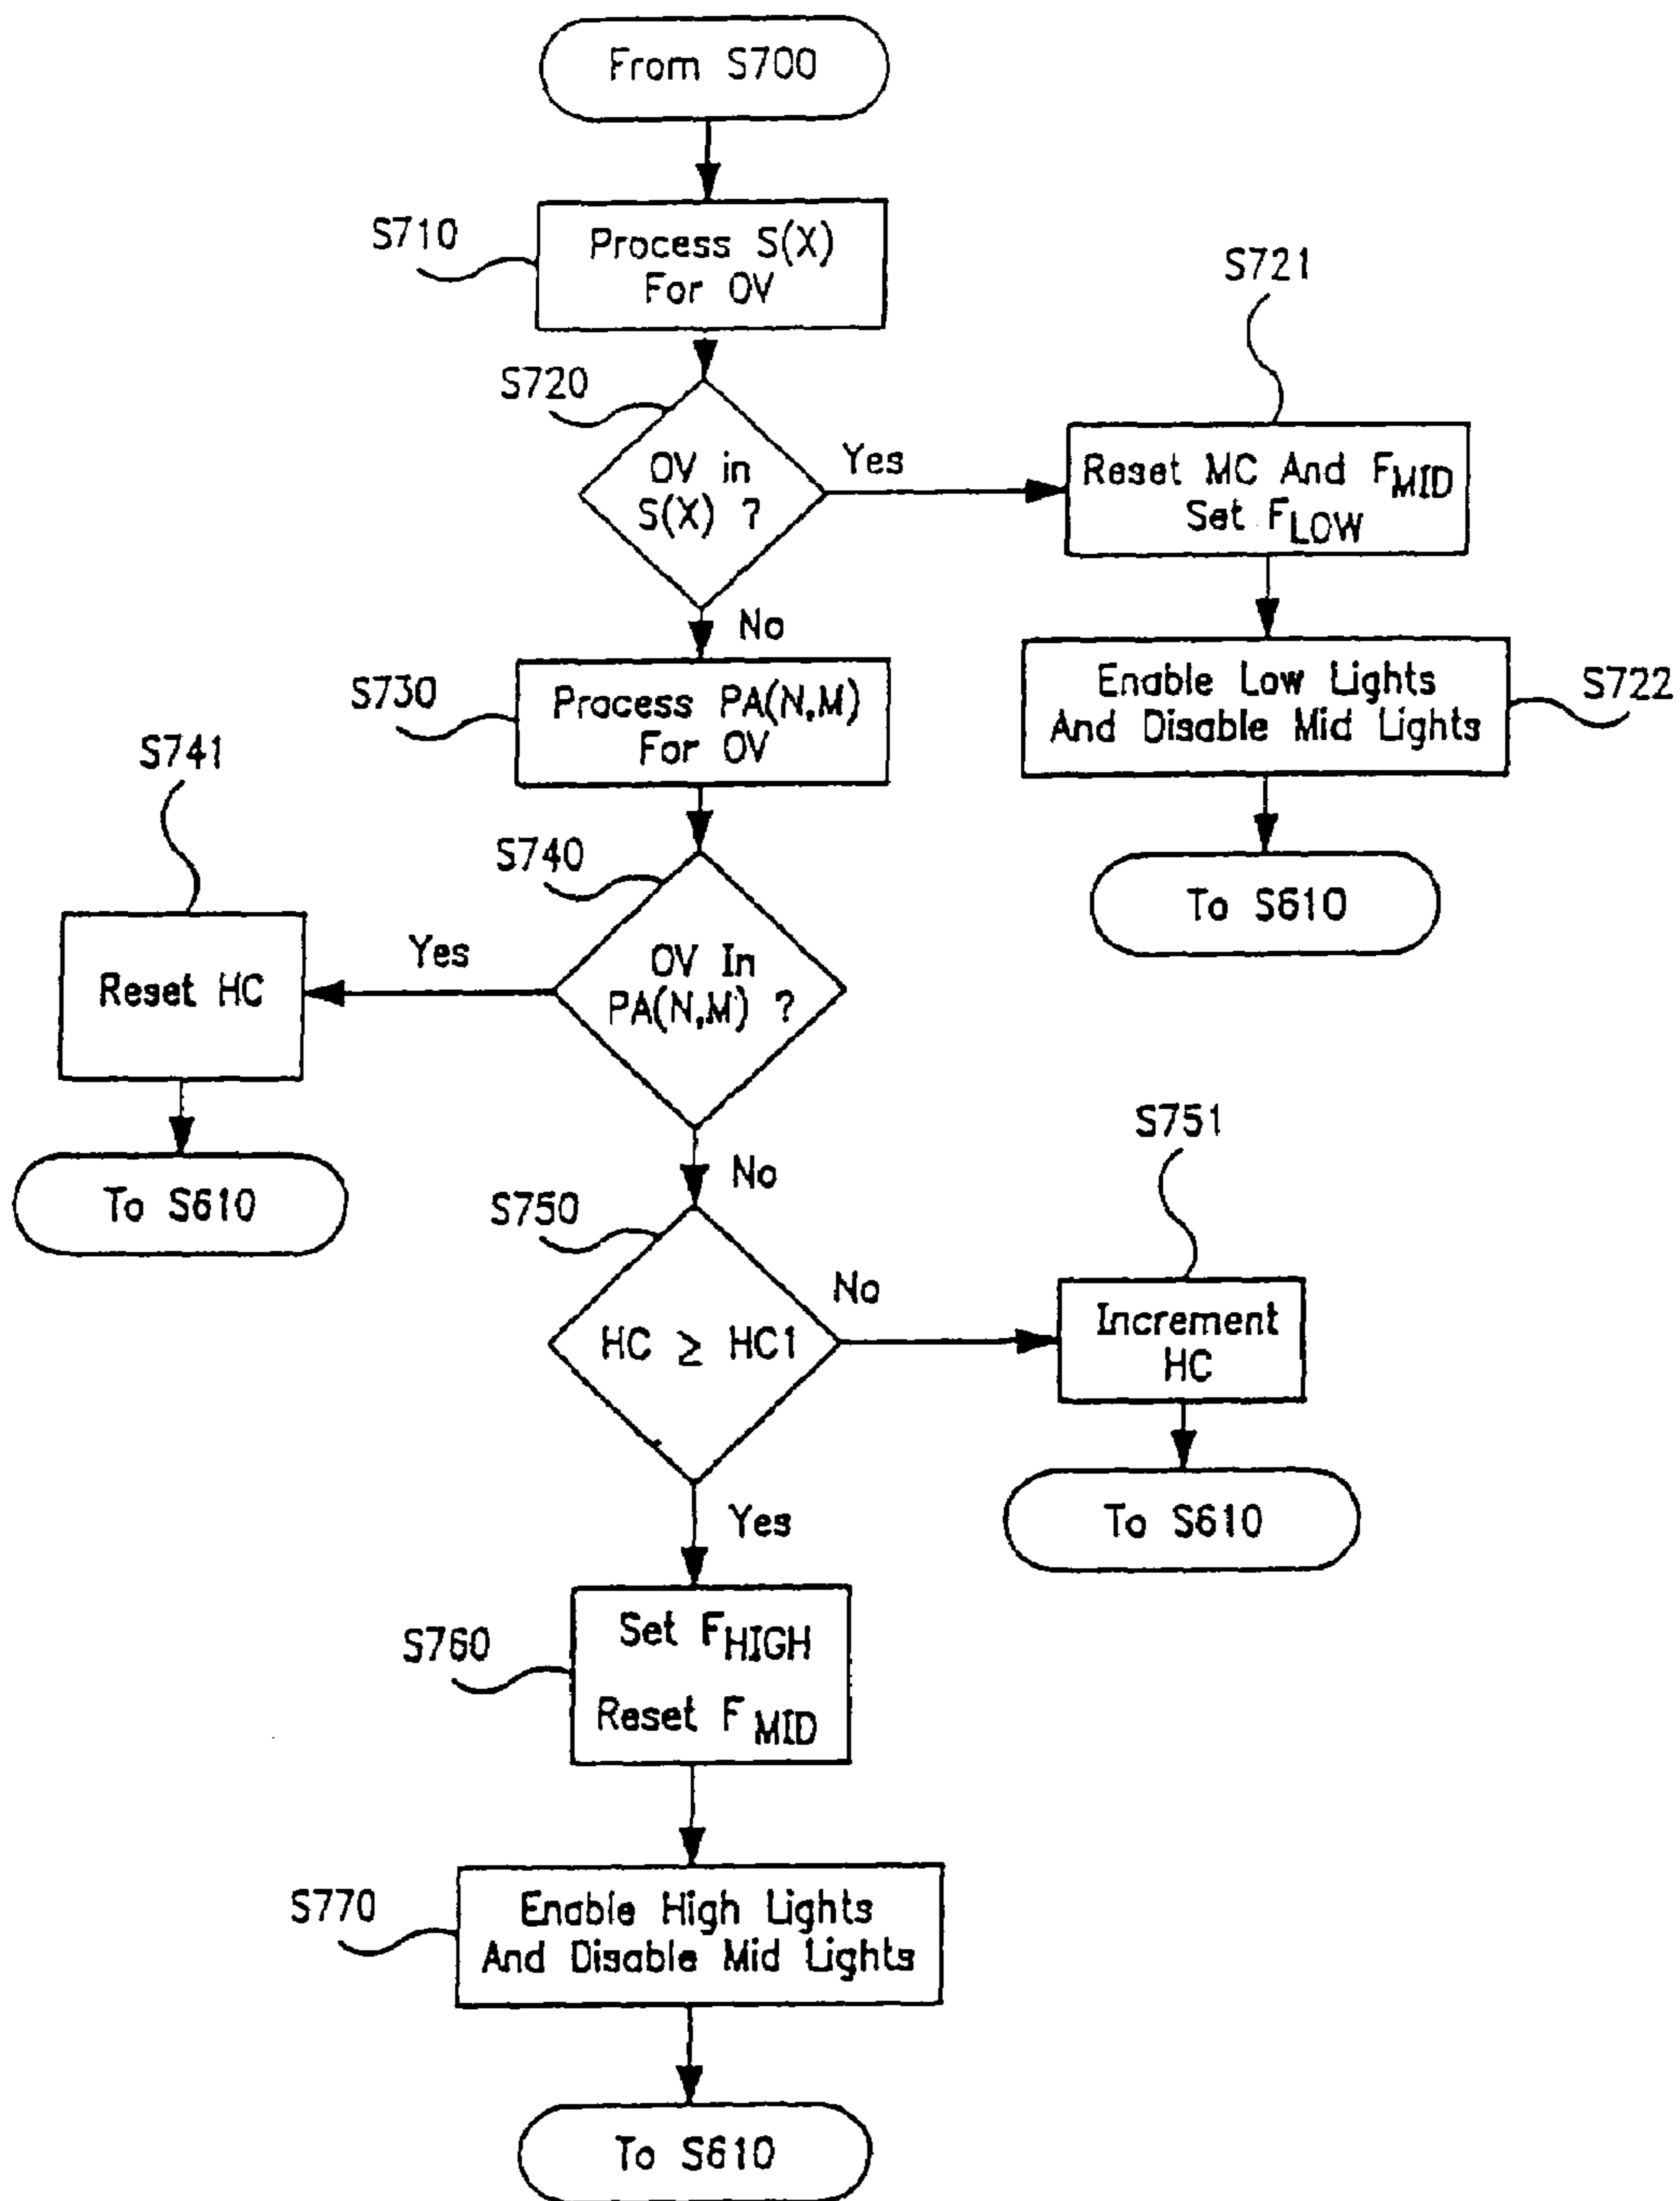 From S700
S710
Process S(X)
For OV
S721
S720
OV in
S(X) ?
Yes
Reset MC And FMID
Set FLOW
No
S730
Process PA(N,M)
For OV
Enable Low Lights
And Disable Mid Lights
S722
S741
S740
To S610
Reset HC
Yes
OV In
PA(N,M) ?
S751
No
To S610
S750
No
HC ≥ HC1
Increment
HC
Yes
To S610
S760
Set FHIGH
Reset FMID
S770
Enable High Lights
And Disable Mid Lights
To S610